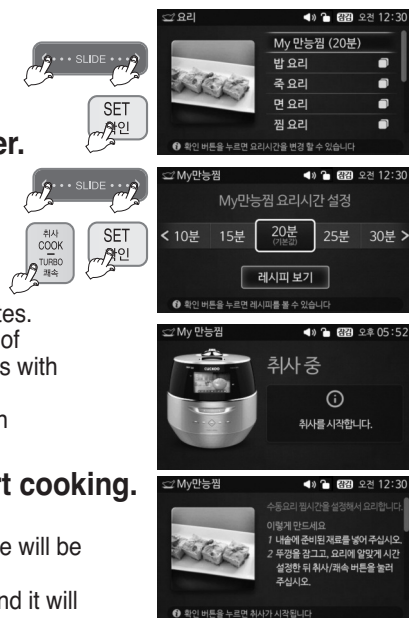 SLIDE
SET
확인
er.
SLIDE
취사
COOK
TURBO
쾌속
SET
확인
tes.
of
s with
n
rt cooking.
e will be
nd it will
요리
잠김 오전 12:30
My 만능찜 (20분)
밥 요리
죽 요리
면 요리
찜 요리
확인 버튼을 누르면 요리시간을 변경 할 수 있습니다
My만능찜
잠김 오전 12:30
My만능찜 요리시간 설정
< 10분 15분 20분 25분 30분 >
(기본값)
레시피 보기
확인 버튼을 누르면 레시피를 볼 수 있습니다
My 만능찜
잠김 오후 05:52
취사 중
CUCKOO
취사를 시작합니다.
My만능찜
잠김 오전 12:30
수동요리 찜시간을 설정해서 요리합니다.
이렇게 만드세요
1 내솥에 준비된 재료를 넣어 주십시오.
2 뚜껑을 잠그고, 요리에 알맞게 시간
설정한 뒤 취사/쾌속 버튼을 눌러
주십시오.
확인 버튼을 누르면 취사가 시작됩니다